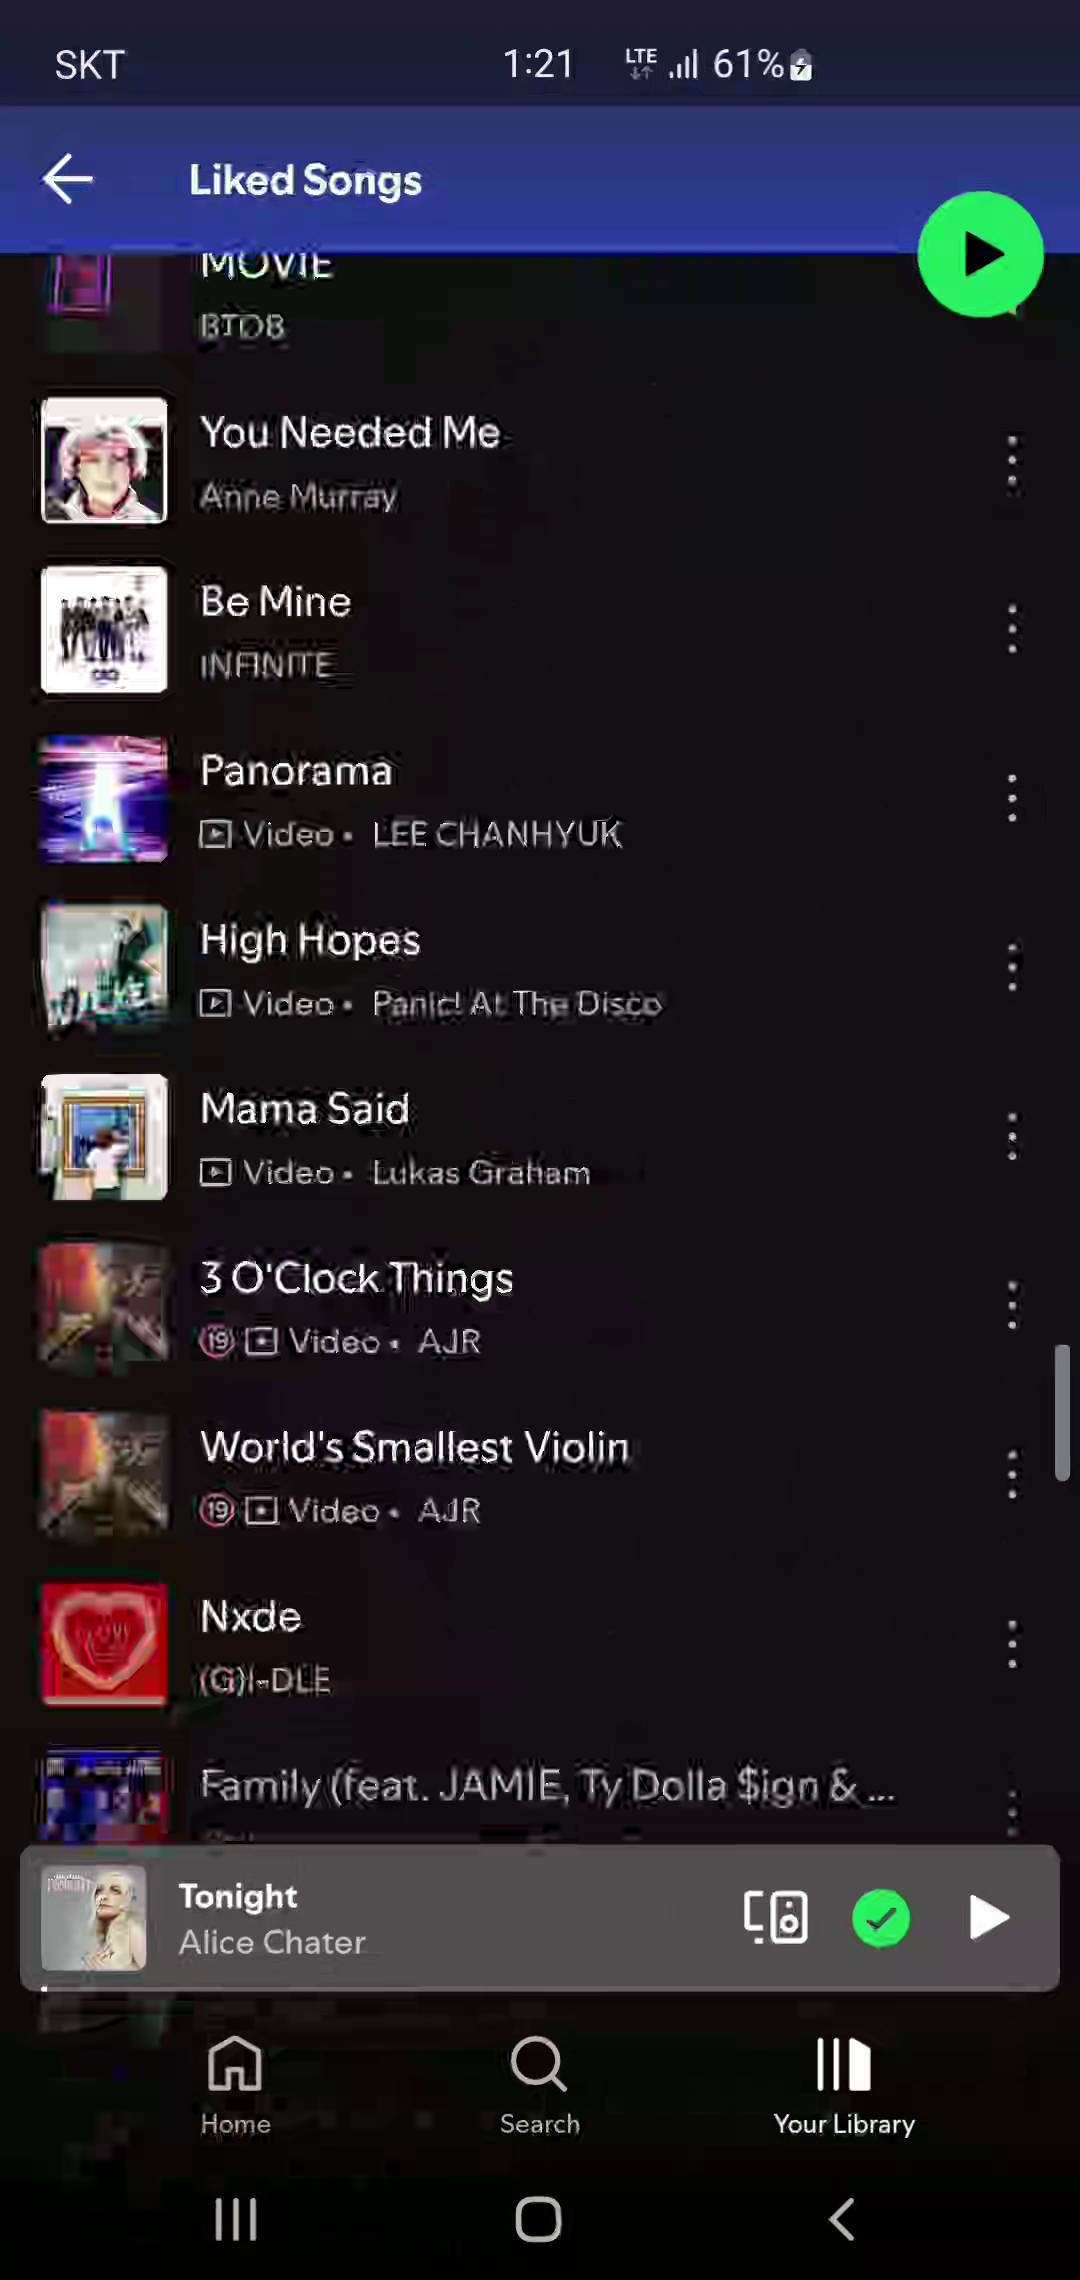 SKT
1:21 LTE 61%
Liked Songs
MOVIE
BTOB
You Needed Me
Anne Murray
Be Mine
INFINITE
Panorama
Video • LEE CHANHYUK
High Hopes
Video • Panic! At The Disco
Mama Said
Video • Lukas Graham
3 O'Clock Things
19 Video • AJR
World's Smallest Violin
19 Video • AJR
Nxde
(G)I-DLE
Family (feat. JAMIE, Ty Dolla $ign & ...
Tonight
Alice Chater
Home
Search
Your Library